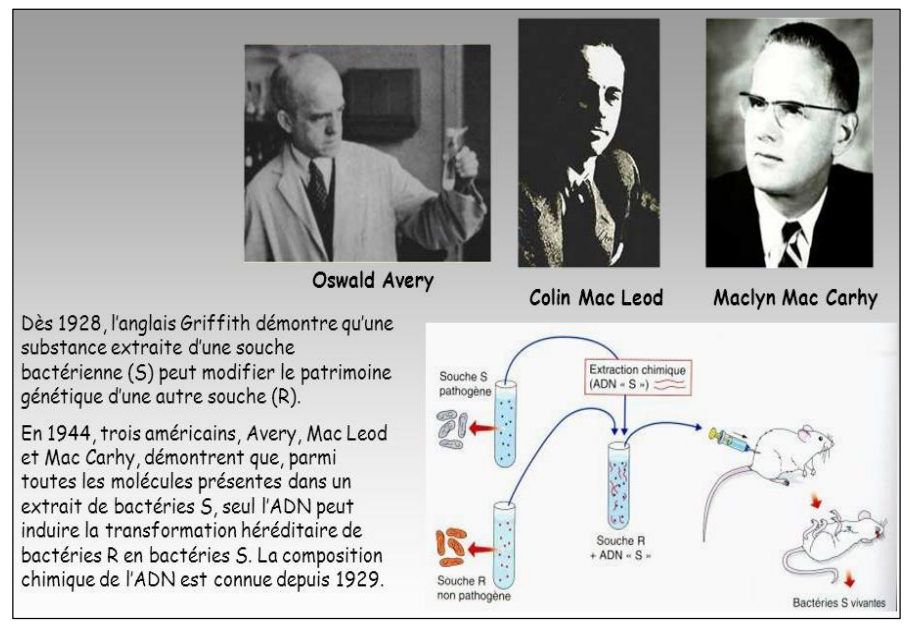 Oswald Avery
Colin Mac Leod
Maclyn Mac Carhy
Dès 1928, l'anglais Griffith démontre qu'une
substance extraite d'une souche
bactérienne (S) peut modifier le patrimoine
génétique d'une autre souche (R).
En 1944, trois américains, Avery, Mac Leod
et Mac Carhy, démontrent que, parmi
toutes les molécules présentes dans un
extrait de bactéries S, seul l'ADN peut
induire la transformation héréditaire de
bactéries R en bactéries S. La composition
chimique de l'ADN est connue depuis 1929.
Souche S
pathogène
Extraction chimique
(ADN « S »)
Souche R
+ ADN « S »
Souche R
non pathogène
Bactéries S vivantes